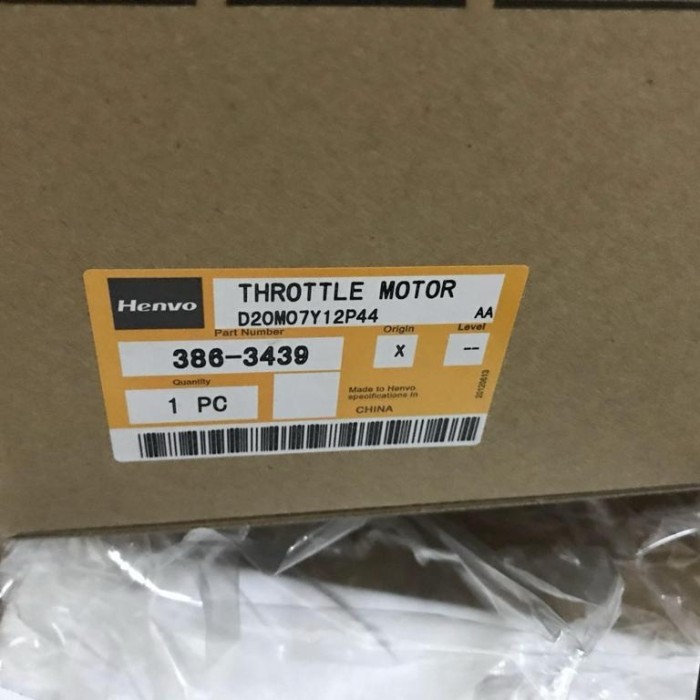 Henvo
THROTTLE MOTOR
D20M07Y12P44
AA
Part Number
Origin
Level
386-3439
X
--
Quantity
1 PC
Made to Henvo
specifications in
CHINA
20120613